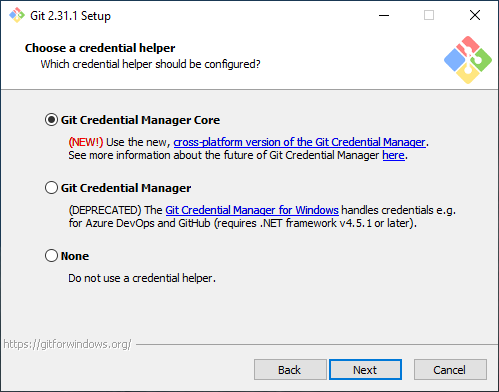 Git 2.31.1 Setup
Choose a credential helper
Which credential helper should be configured?
Git Credential Manager Core
(NEW!) Use the new, cross-platform version of the Git Credential Manager.
See more information about the future of Git Credential Manager here.
Git Credential Manager
(DEPRECATED) The Git Credential Manager for Windows handles credentials e.g.
for Azure DevOps and GitHub (requires .NET framework v4.5.1 or later).
None
Do not use a credential helper.
https://gitforwindows.org/
Back Next Cancel